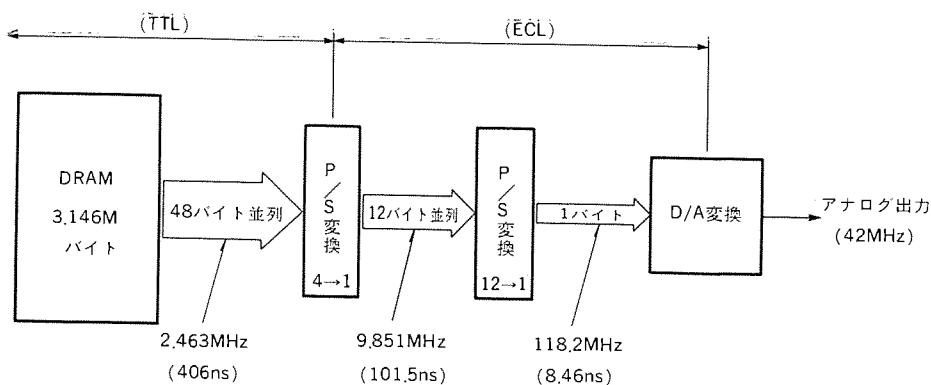 (TTL)
(ECL)
DRAM
3.146M
バイト
48バイト並列
P/S変換
4→1
12バイト並列
P/S変換
12→1
1バイト
D/A変換
アナログ出力
(42MHz)
2.463MHz
(406ns)
9.851MHz
(101.5ns)
118.2MHz
(8.46ns)